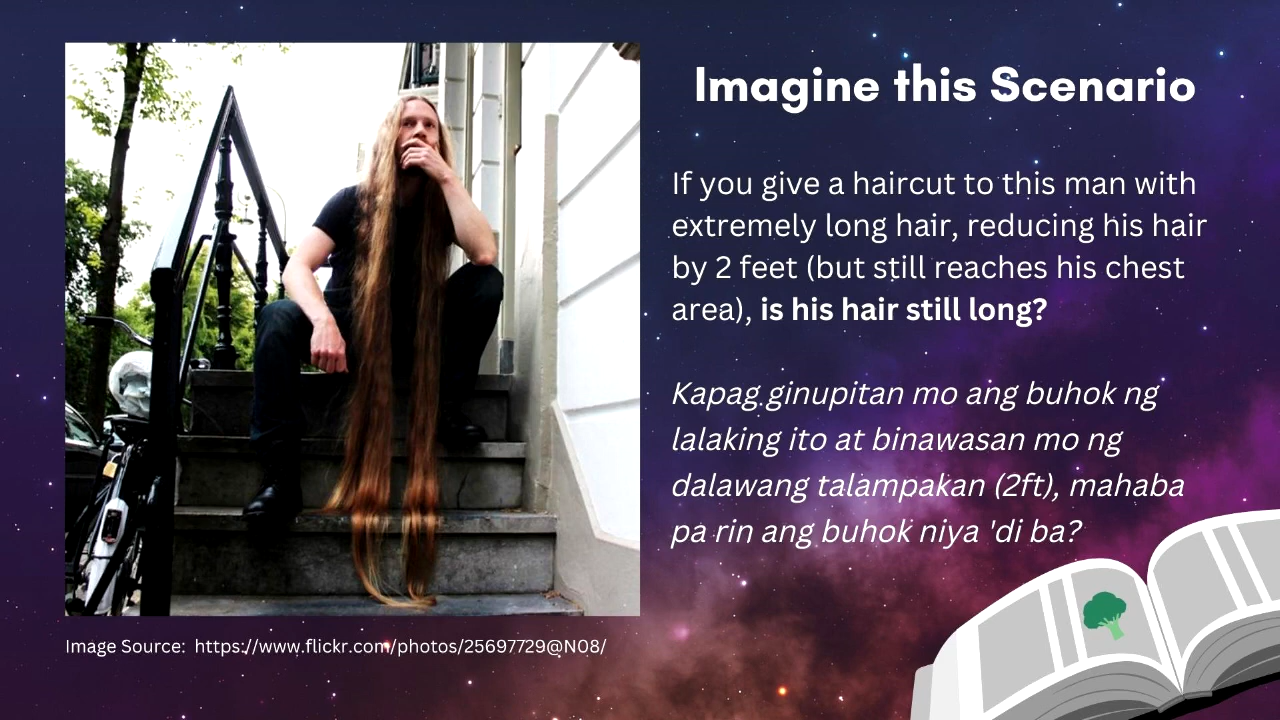 Imagine this Scenario
If you give a haircut to this man with
extremely long hair, reducing his hair
by 2 feet (but still reaches his chest
area), is his hair still long?
Kapag ginupitan mo ang buhok ng
lalaking ito at binawasan mo ng
dalawang talampakan (2ft), mahaba
pa rin ang buhok niya 'di ba?
Image Source:  https://www.flickr.com/photos/25697729@N08/